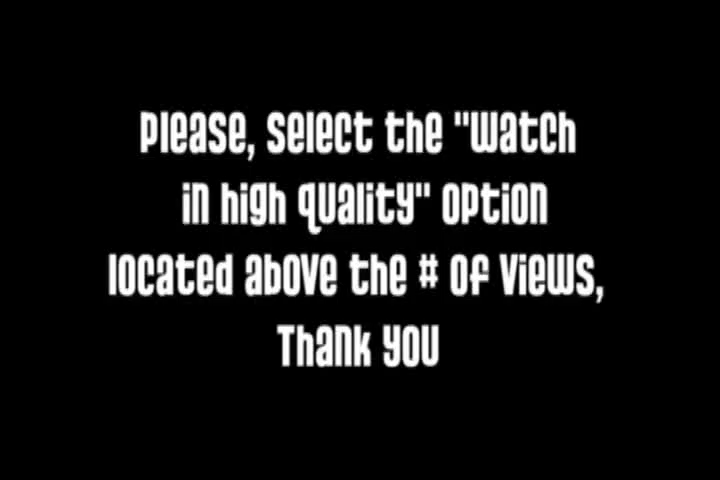 Please, Select the "Watch
in high quality" option
located above the # of views,
Thank you